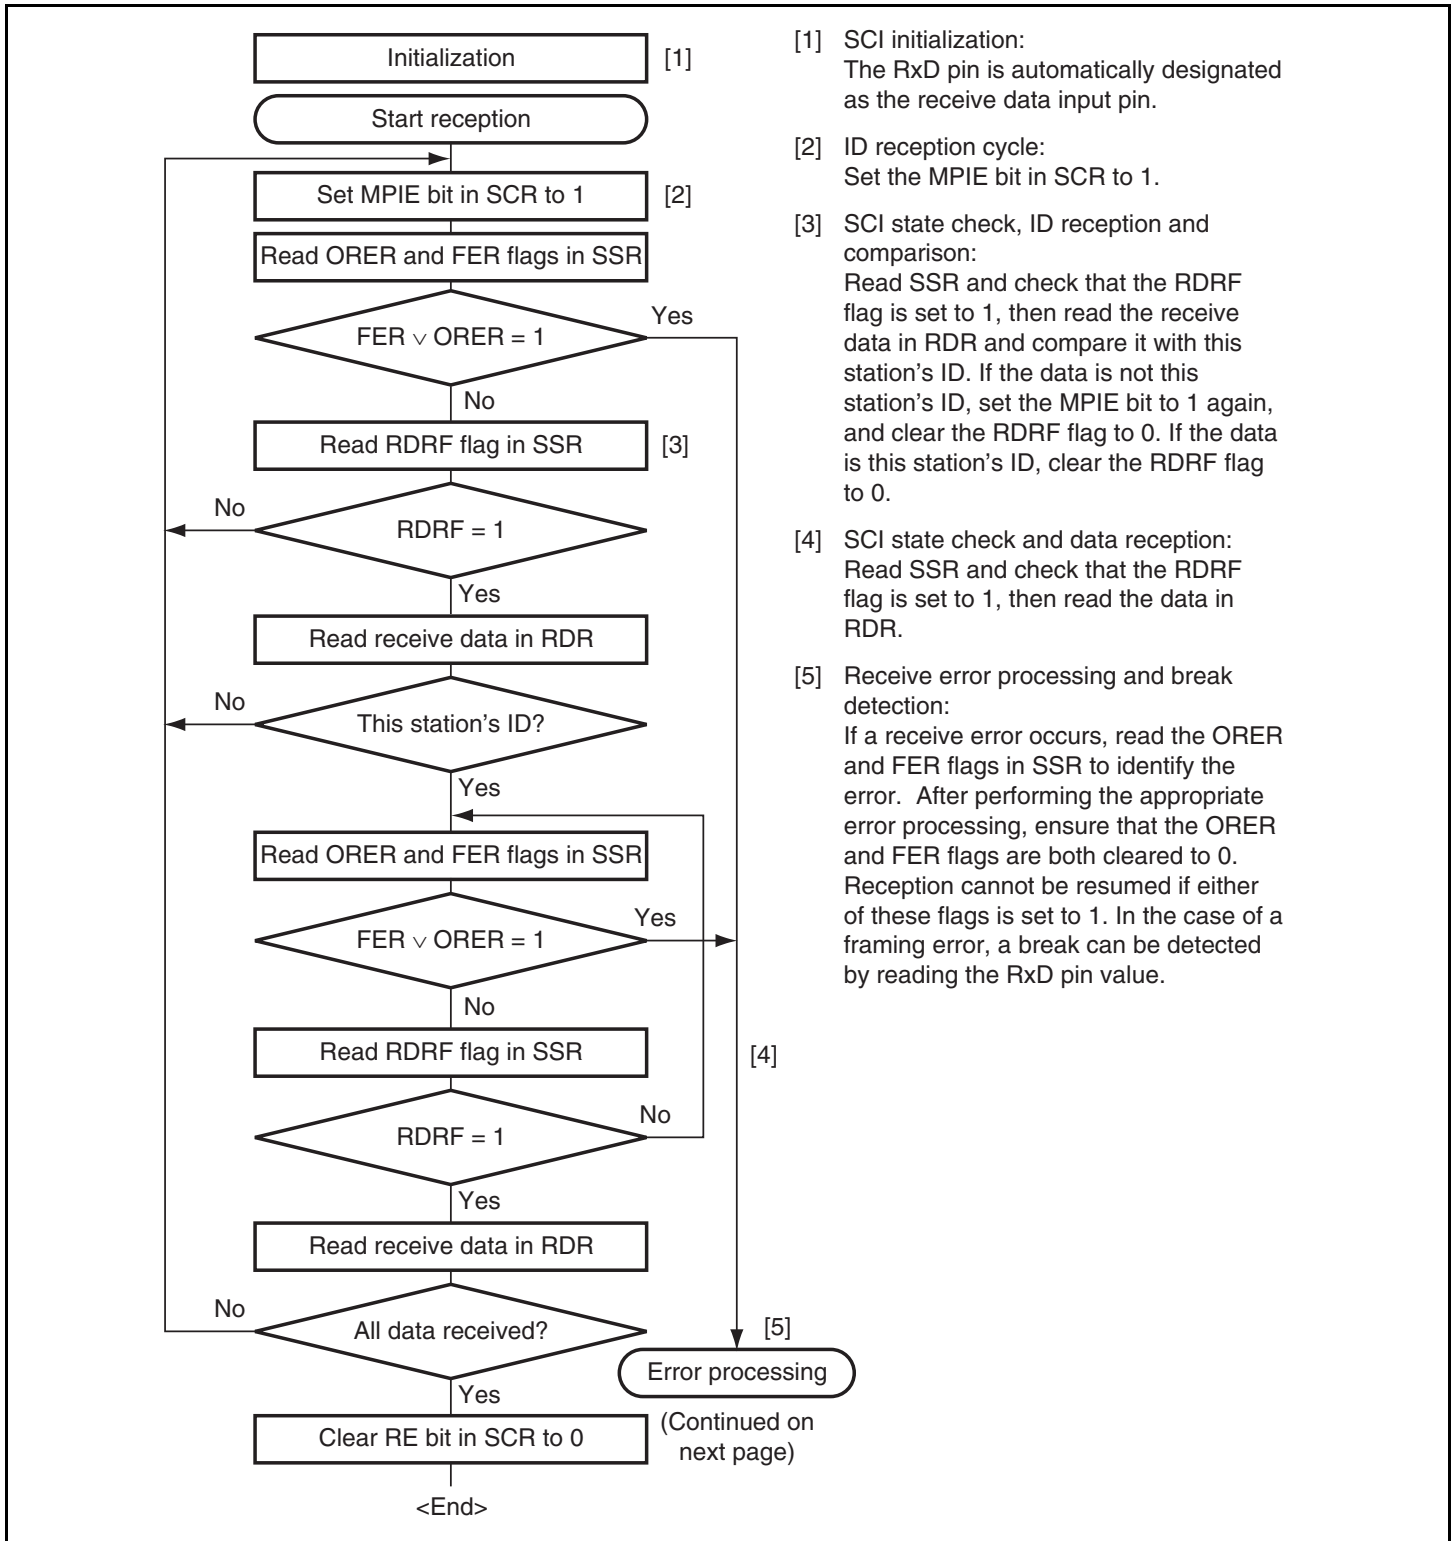 Initialization
[1]
Start reception
Set MPIE bit in SCR to 1
[2]
Read ORER and FER flags in SSR
FER ∨ ORER = 1
Yes
No
Read RDRF flag in SSR
[3]
No
RDRF = 1
Yes
Read receive data in RDR
No
This station's ID?
Yes
Read ORER and FER flags in SSR
FER ∨ ORER = 1
Yes
No
Read RDRF flag in SSR
[4]
RDRF = 1
No
Yes
Read receive data in RDR
No
All data received?
[5]
Error processing
Yes
Clear RE bit in SCR to 0
(Continued on
next page)
<End>
[1] SCI initialization:
The RxD pin is automatically designated
as the receive data input pin.
[2] ID reception cycle:
Set the MPIE bit in SCR to 1.
[3] SCI state check, ID reception and
comparison:
Read SSR and check that the RDRF
flag is set to 1, then read the receive
data in RDR and compare it with this
station's ID. If the data is not this
station's ID, set the MPIE bit to 1 again,
and clear the RDRF flag to 0. If the data
is this station's ID, clear the RDRF flag
to 0.
[4] SCI state check and data reception:
Read SSR and check that the RDRF
flag is set to 1, then read the data in
RDR.
[5] Receive error processing and break
detection:
If a receive error occurs, read the ORER
and FER flags in SSR to identify the
error. After performing the appropriate
error processing, ensure that the ORER
and FER flags are both cleared to 0.
Reception cannot be resumed if either
of these flags is set to 1. In the case of a
framing error, a break can be detected
by reading the RxD pin value.